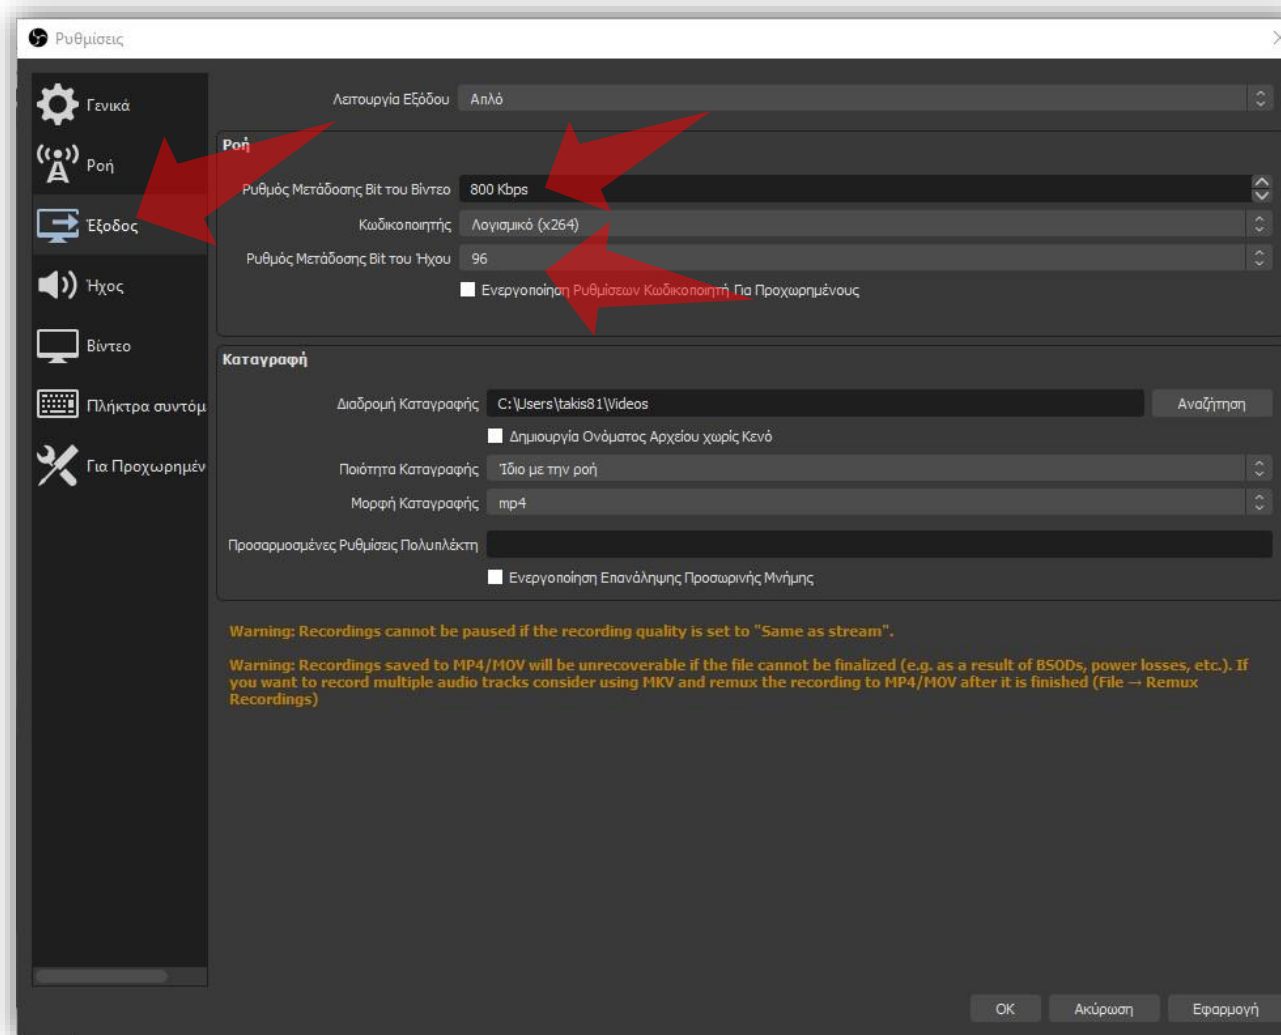 Ρυθμίσεις
Γενικά
Ροή
Έξοδος
Ήχος
Βίντεο
Πλήκτρα συντόμ
Για Προχωρημέν
Λειτουργία Εξόδου Απλό
Ροή
Ρυθμός Μετάδοσης Bit του Βίντεο 800 Kbps
Κωδικοποιητής Λογισμικό (x264)
Ρυθμός Μετάδοσης Bit του Ήχου 96
Ενεργοποίηση Ρυθμίσεων Κωδικοποιητή Για Προχωρημένους
Καταγραφή
Διαδρομή Καταγραφής C:\Users\takis81\Videos Αναζήτηση
Δημιουργία Ονόματος Αρχείου χωρίς Κενό
Ποιότητα Καταγραφής Ίδιο με την ροή
Μορφή Καταγραφής mp4
Προσαρμοσμένες Ρυθμίσεις Πολυπλέκτη
Ενεργοποίηση Επανάληψης Προσωρινής Μνήμης
Warning: Recordings cannot be paused if the recording quality is set to "Same as stream".
Warning: Recordings saved to MP4/MOV will be unrecoverable if the file cannot be finalized (e.g. as a result of BSODs, power losses, etc.). If
you want to record multiple audio tracks consider using MKV and remux the recording to MP4/MOV after it is finished (File → Remux
Recordings)
OK Ακύρωση Εφαρμογή